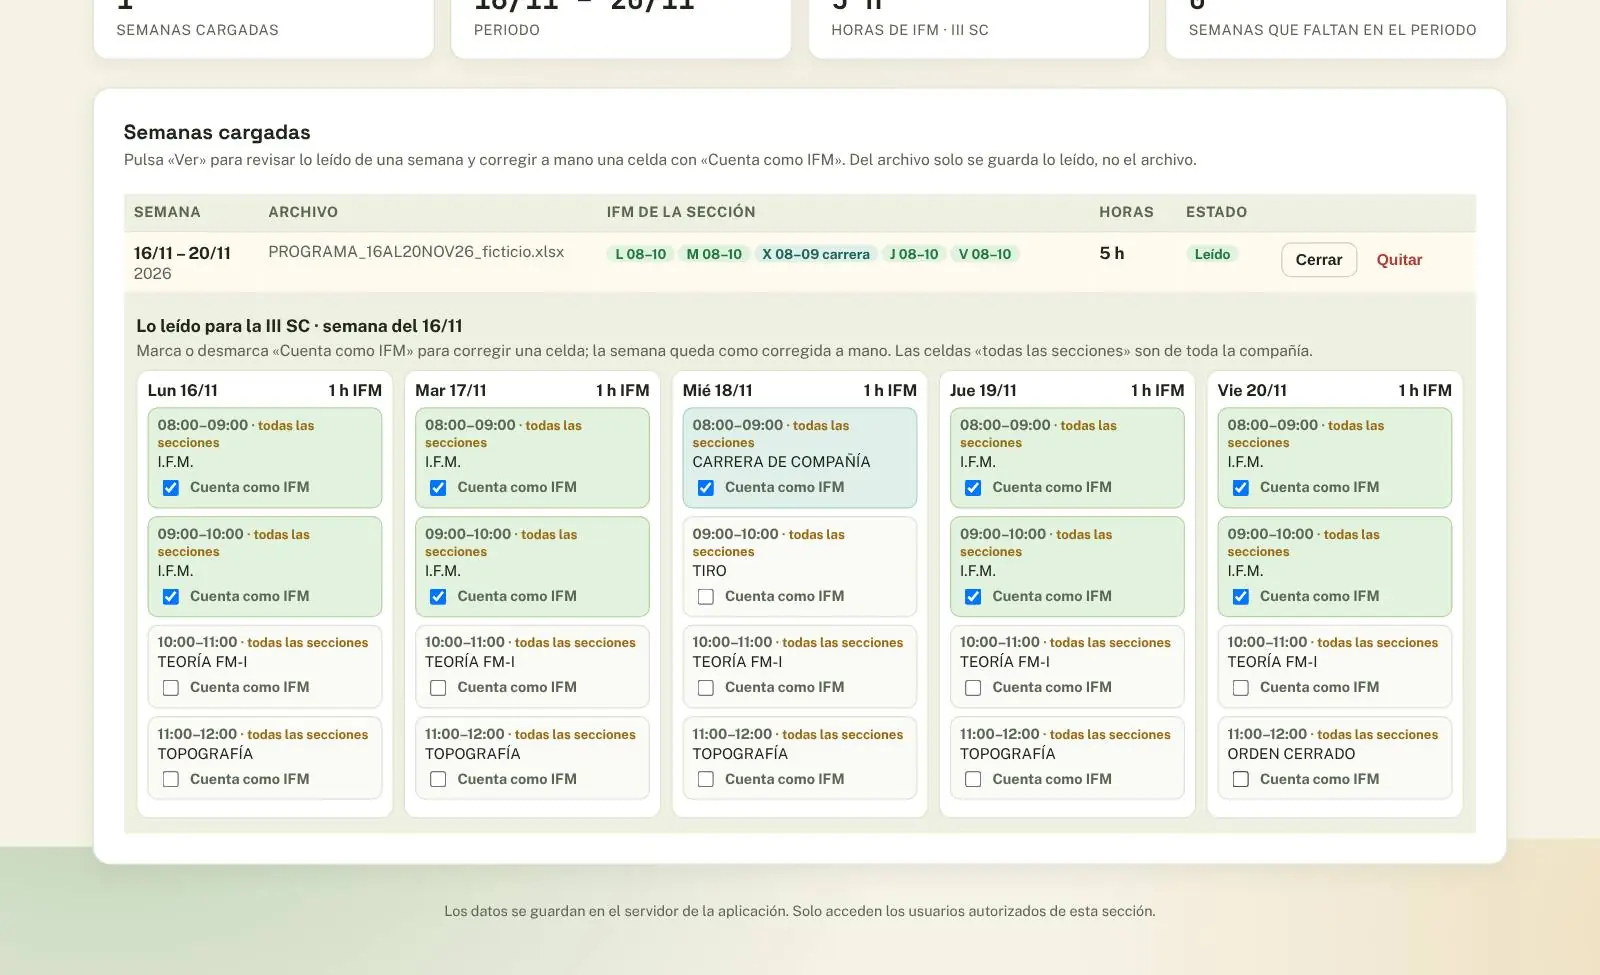 SEMANAS CARGADAS
PERIODO
HORAS DE IFM · III SC
SEMANAS QUE FALTAN EN EL PERIODO
Semanas cargadas
Pulsa «Ver» para revisar lo leído de una semana y corregir a mano una celda con «Cuenta como IFM». Del archivo solo se guarda lo leído, no el archivo.
SEMANA ARCHIVO IFM DE LA SECCIÓN HORAS ESTADO
16/11 – 20/11 PROGRAMA_16AL20NOV26_ficticio.xlsx L 08–10 M 08–10 X 08–09 carrera J 08–10 V 08–10 5 h Leído Cerrar Quitar
2026
Lo leído para la III SC · semana del 16/11
Marca o desmarca «Cuenta como IFM» para corregir una celda; la semana queda como corregida a mano. Las celdas «todas las secciones» son de toda la compañía.
Lun 16/11 1 h IFM
08:00–09:00 · todas las
secciones
I.F.M.
Cuenta como IFM
09:00–10:00 · todas las
secciones
I.F.M.
Cuenta como IFM
10:00–11:00 · todas las secciones
TEORÍA FM-I
Cuenta como IFM
11:00–12:00 · todas las secciones
TOPOGRAFÍA
Cuenta como IFM
Mar 17/11 1 h IFM
08:00–09:00 · todas las
secciones
I.F.M.
Cuenta como IFM
09:00–10:00 · todas las
secciones
I.F.M.
Cuenta como IFM
10:00–11:00 · todas las secciones
TEORÍA FM-I
Cuenta como IFM
11:00–12:00 · todas las secciones
TOPOGRAFÍA
Cuenta como IFM
Mié 18/11 1 h IFM
08:00–09:00 · todas las
secciones
CARRERA DE COMPAÑÍA
Cuenta como IFM
09:00–10:00 · todas las
secciones
TIRO
Cuenta como IFM
10:00–11:00 · todas las secciones
TEORÍA FM-I
Cuenta como IFM
11:00–12:00 · todas las secciones
TOPOGRAFÍA
Cuenta como IFM
Jue 19/11 1 h IFM
08:00–09:00 · todas las
secciones
I.F.M.
Cuenta como IFM
09:00–10:00 · todas las
secciones
I.F.M.
Cuenta como IFM
10:00–11:00 · todas las secciones
TEORÍA FM-I
Cuenta como IFM
11:00–12:00 · todas las secciones
TOPOGRAFÍA
Cuenta como IFM
Vie 20/11 1 h IFM
08:00–09:00 · todas las
secciones
I.F.M.
Cuenta como IFM
09:00–10:00 · todas las
secciones
I.F.M.
Cuenta como IFM
10:00–11:00 · todas las secciones
TEORÍA FM-I
Cuenta como IFM
11:00–12:00 · todas las secciones
ORDEN CERRADO
Cuenta como IFM
Los datos se guardan en el servidor de la aplicación. Solo acceden los usuarios autorizados de esta sección.